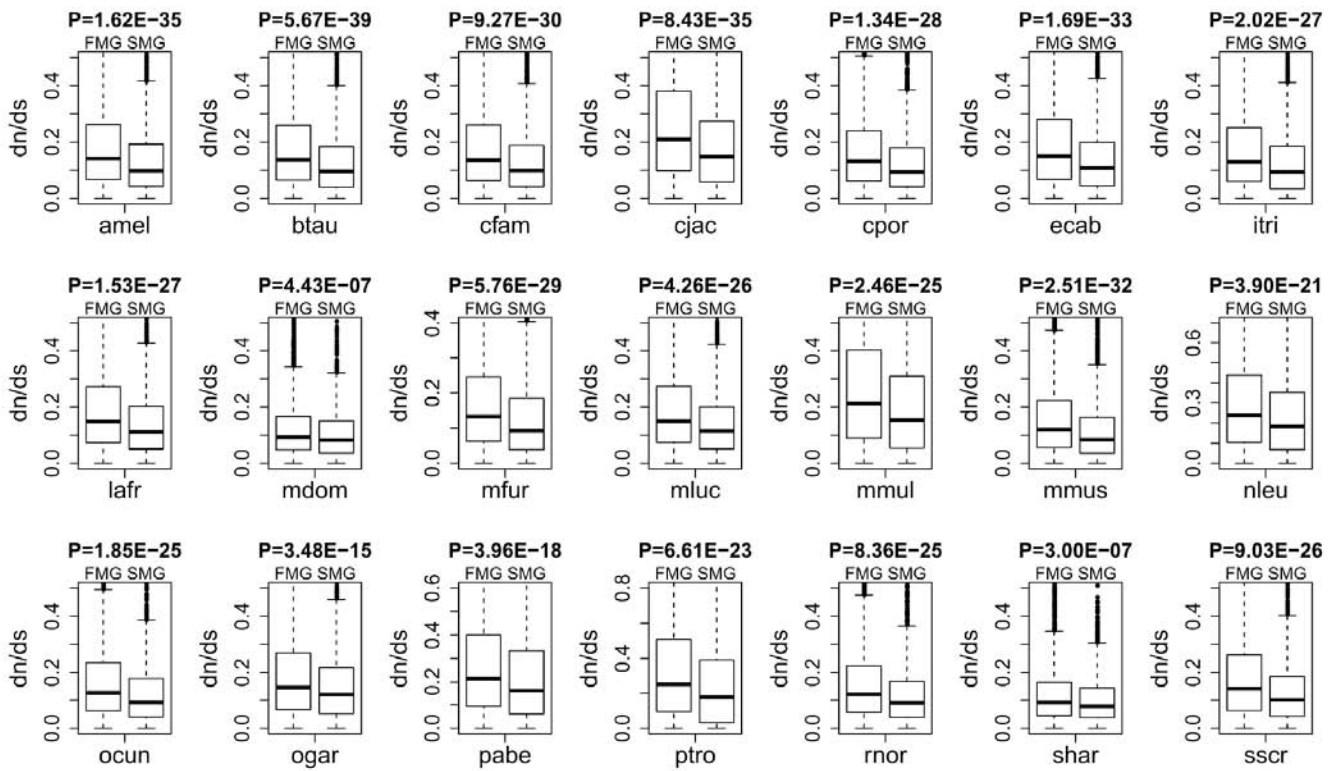 P=1.62E−35 P=5.67E−39 P=9.27E−30 P=8.43E−35 P=1.34E−28 P=1.69E−33 P=2.02E−27
FMG SMG FMG SMG FMG SMG FMG SMG FMG SMG FMG SMG FMG SMG
dn/ds 0.0 0.2 0.4 dn/ds 0.0 0.2 0.4 dn/ds 0.0 0.2 0.4 dn/ds 0.0 0.2 0.4 dn/ds 0.0 0.2 0.4 dn/ds 0.0 0.2 0.4 dn/ds 0.0 0.2 0.4
amel btau cfam cjac cpor ecab itri
P=1.53E−27 P=4.43E−07 P=5.76E−29 P=4.26E−26 P=2.46E−25 P=2.51E−32 P=3.90E−21
FMG SMG FMG SMG FMG SMG FMG SMG FMG SMG FMG SMG FMG SMG
dn/ds 0.0 0.2 0.4 dn/ds 0.0 0.2 0.4 dn/ds 0.0 0.2 0.4 dn/ds 0.0 0.2 0.4 dn/ds 0.0 0.2 0.4 dn/ds 0.0 0.2 0.4 dn/ds 0.0 0.3 0.6
lafr mdom mfur mluc mmul mmus nleu
P=1.85E−25 P=3.48E−15 P=3.96E−18 P=6.61E−23 P=8.36E−25 P=3.00E−07 P=9.03E−26
FMG SMG FMG SMG FMG SMG FMG SMG FMG SMG FMG SMG FMG SMG
dn/ds 0.0 0.2 0.4 dn/ds 0.0 0.2 0.4 dn/ds 0.0 0.2 0.4 0.6 dn/ds 0.0 0.4 0.8 dn/ds 0.0 0.2 0.4 dn/ds 0.0 0.2 0.4 dn/ds 0.0 0.2 0.4
ocun ogar pabe ptro rnor shar sscr